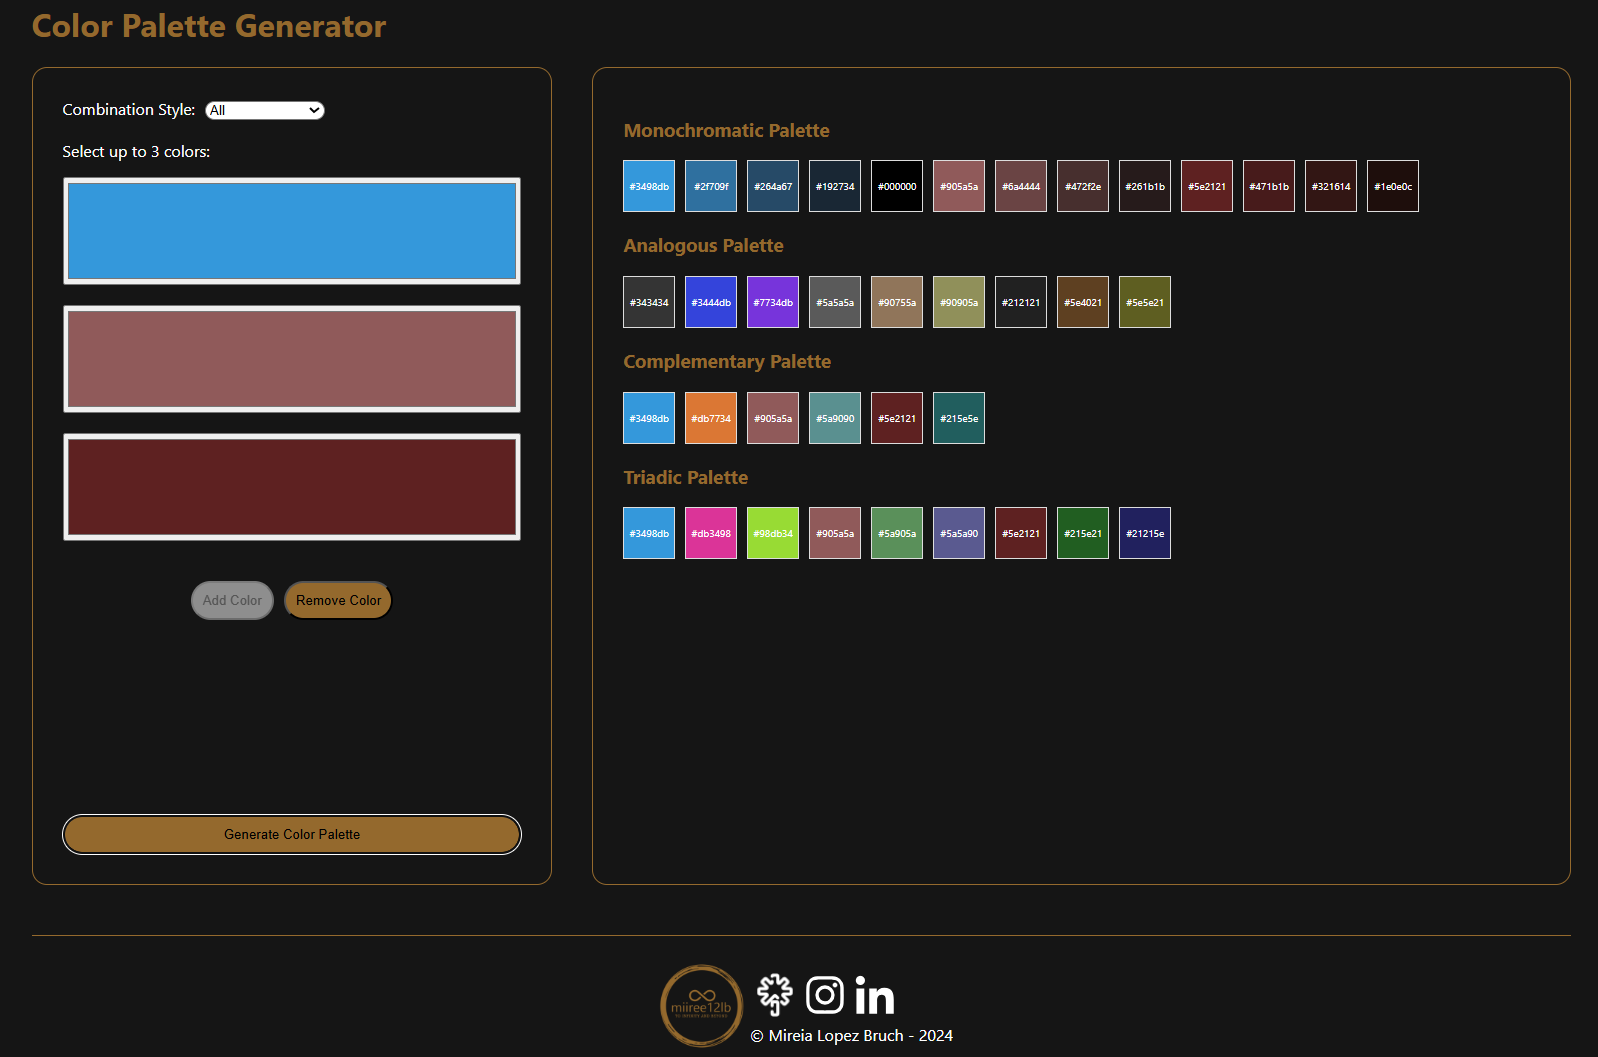 Color Palette Generator
Combination Style: All
Select up to 3 colors:
Add Color Remove Color
Generate Color Palette
Monochromatic Palette
#3498db #2f709f #264a67 #192734 #000000 #905a5a #6a4444 #472f2e #261b1b #5e2121 #471b1b #321614 #1e0e0c
Analogous Palette
#343434 #3444db #7734db #5a5a5a #90755a #90905a #212121 #5e4021 #5e5e21
Complementary Palette
#3498db #db7734 #905a5a #5a9090 #5e2121 #215e5e
Triadic Palette
#3498db #db3498 #98db34 #905a5a #5a905a #5a5a90 #5e2121 #215e21 #21215e
miiree12lb
in
© Mireia Lopez Bruch - 2024